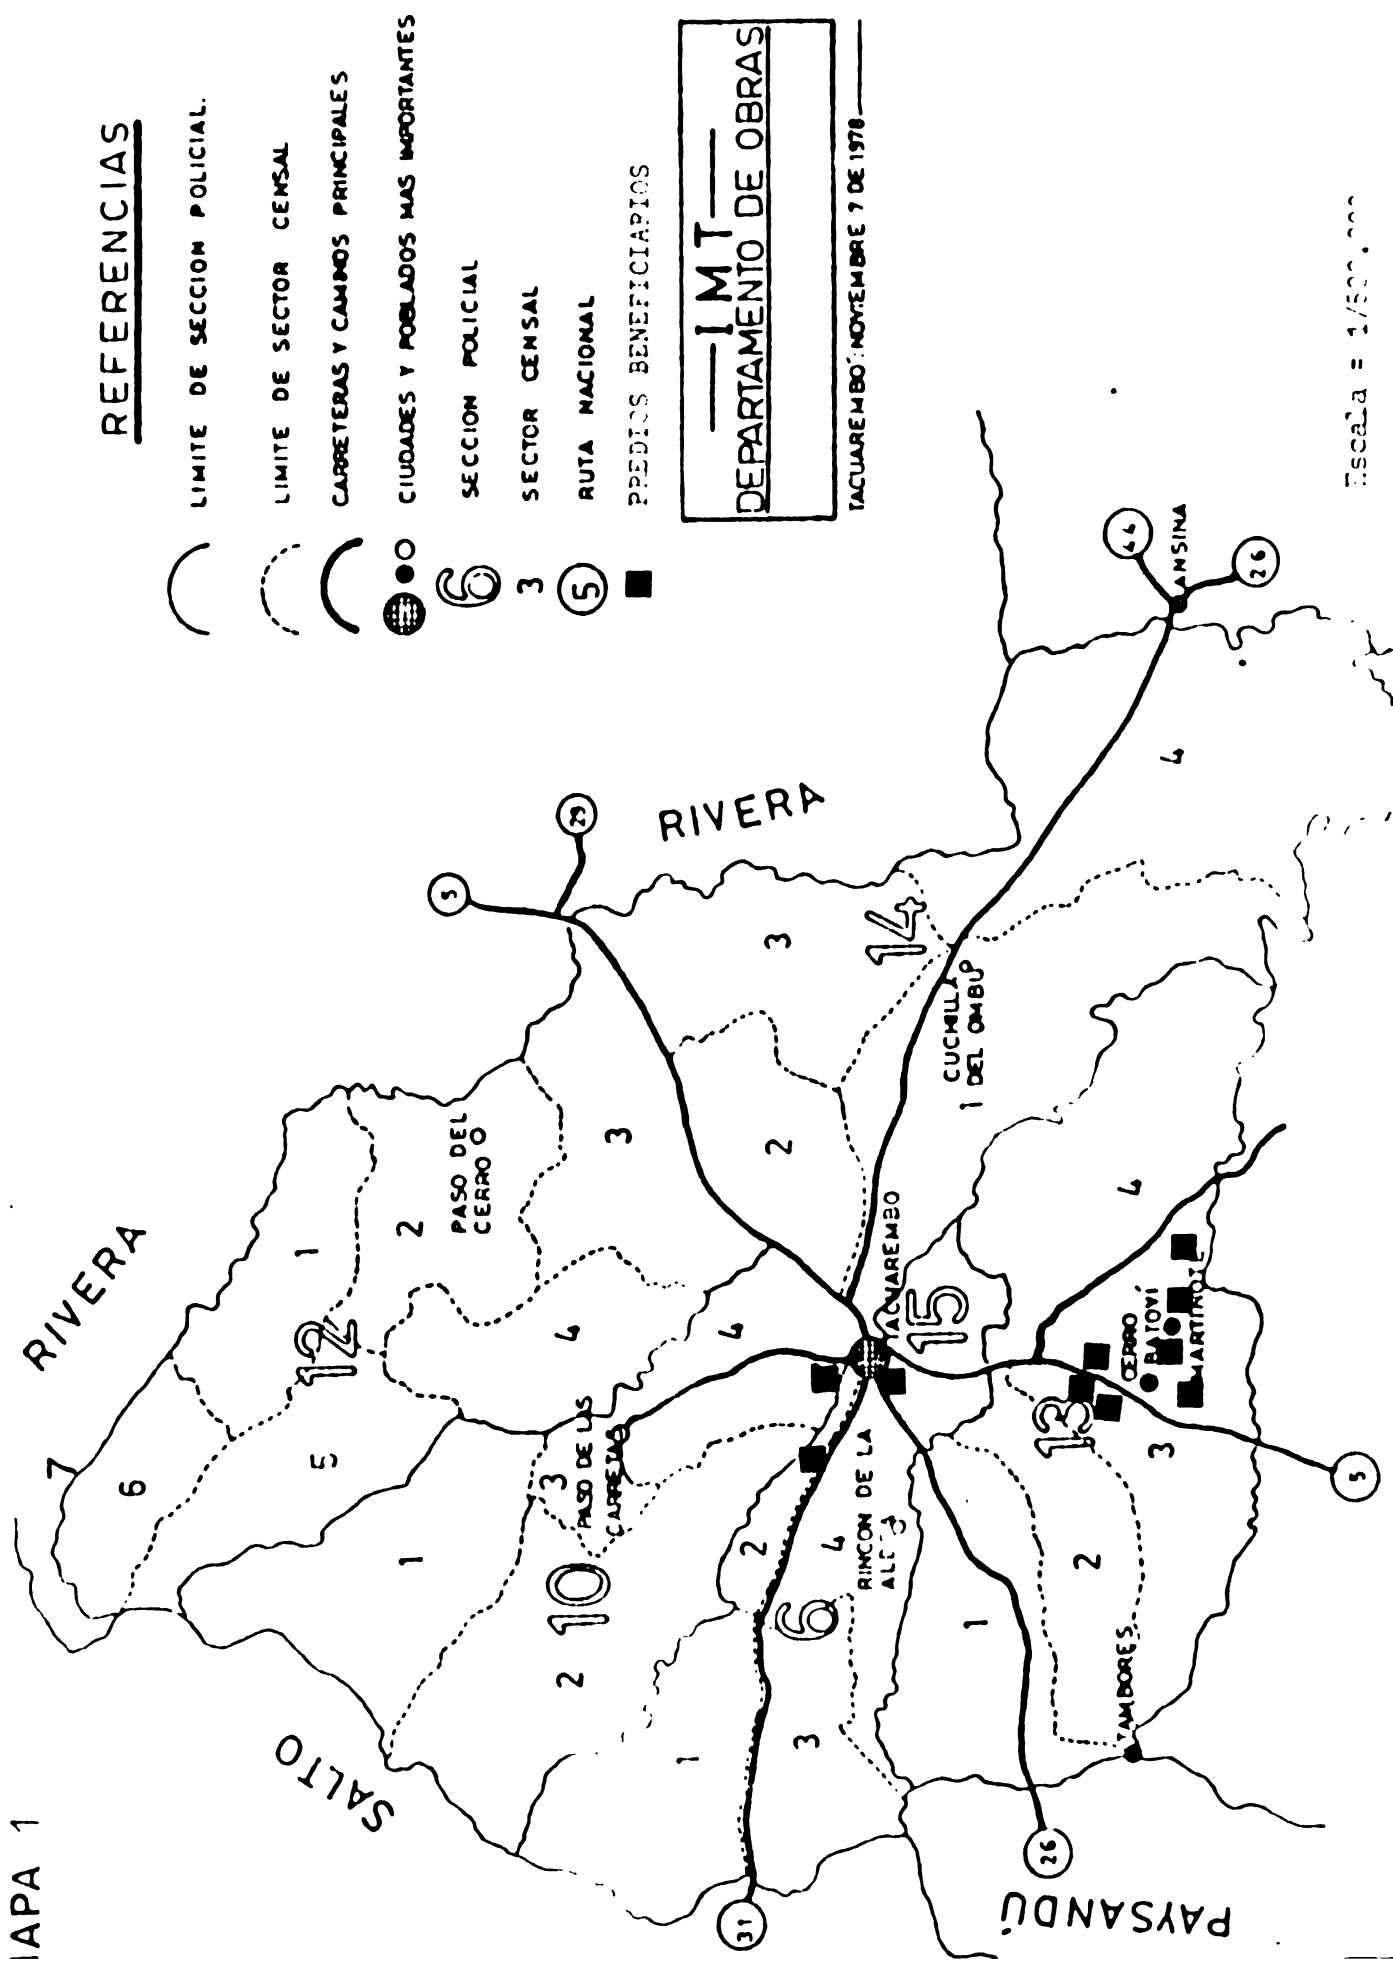 MAPA 1
REFERENCIAS
LIMITE DE SECCION POLICIAL.
LIMITE DE SECTOR CENSAL
CARRETERAS Y CAMINOS PRINCIPALES
CIUDADES Y POBLADOS MAS IMPORTANTES
6 SECCION POLICIAL
3 SECTOR CENSAL
5 RUTA NACIONAL
PREDIOS BENEFICIARIOS
IMT
DEPARTAMENTO DE OBRAS
TACUAREMBO: NOVIEMBRE 7 DE 1978
RIVERA
7
6
1
12
5
2
PASO DEL
CERRO
SALTO
1
4
3
5
29
RIVERA
10
2
3
PASO DE LAS
CARRETAS
4
2
3
14
1
2
31
3
6
4
RINCON DE LA
TACUAREMBO
15
CUCHILLA
DEL OMBU
1
4
44
ANSINA
26
PAYSANDÚ
26
1
2
TAMBORES
13
3
CERRO
BATOVÍ
MARTINOTE
4
5
Escala =